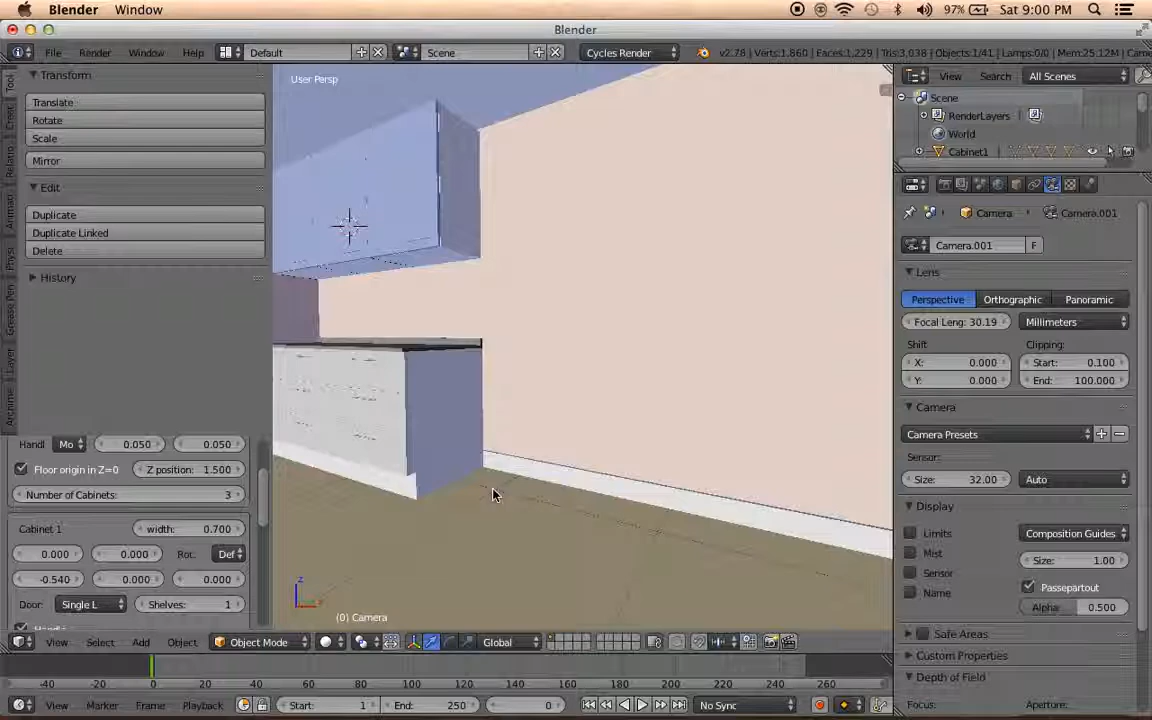 Blender Window 97% Sat 9:00 PM
Blender
File Render Window Help Default Scene Cycles Render v2.78 | Verts:1,860 | Faces:1,229 | Tris:3,038 | Objects:1/41 | Lamps:0/0 | Mem:25.12M | Came
Transform
Translate
Rotate
Scale
Mirror
Edit
Duplicate
Duplicate Linked
Delete
History
Tool
Creat
Relatio
Animati
Physi
Grease Pen
Layer
Archime
Handl Mo 0.050 0.050
Floor origin in Z=0 Z position: 1.500
Number of Cabinets: 3
Cabinet 1 width: 0.700
0.000 0.000 Rot: Def
-0.540 0.000 0.000
Door: Single L Shelves: 1
User Persp
z
(0) Camera
View Select Add Object Object Mode Global
-40 -20 0 20 40 60 80 100 120 140 160 180 200 220 240 260
View Marker Frame Playback Start: 1 End: 250 0 No Sync
View Search All Scenes
Scene
RenderLayers
World
Cabinet1
Camera Camera.001
Camera.001 F
Lens
Perspective Orthographic Panoramic
Focal Leng: 30.19 Millimeters
Shift Clipping:
X: 0.000 Start: 0.100
Y: 0.000 End: 100.000
Camera
Camera Presets
Sensor:
Size: 32.00 Auto
Display
Limits Composition Guides
Mist Size: 1.00
Sensor Passepartout
Name Alpha: 0.500
Safe Areas
Custom Properties
Depth of Field
Focus: Aperture: